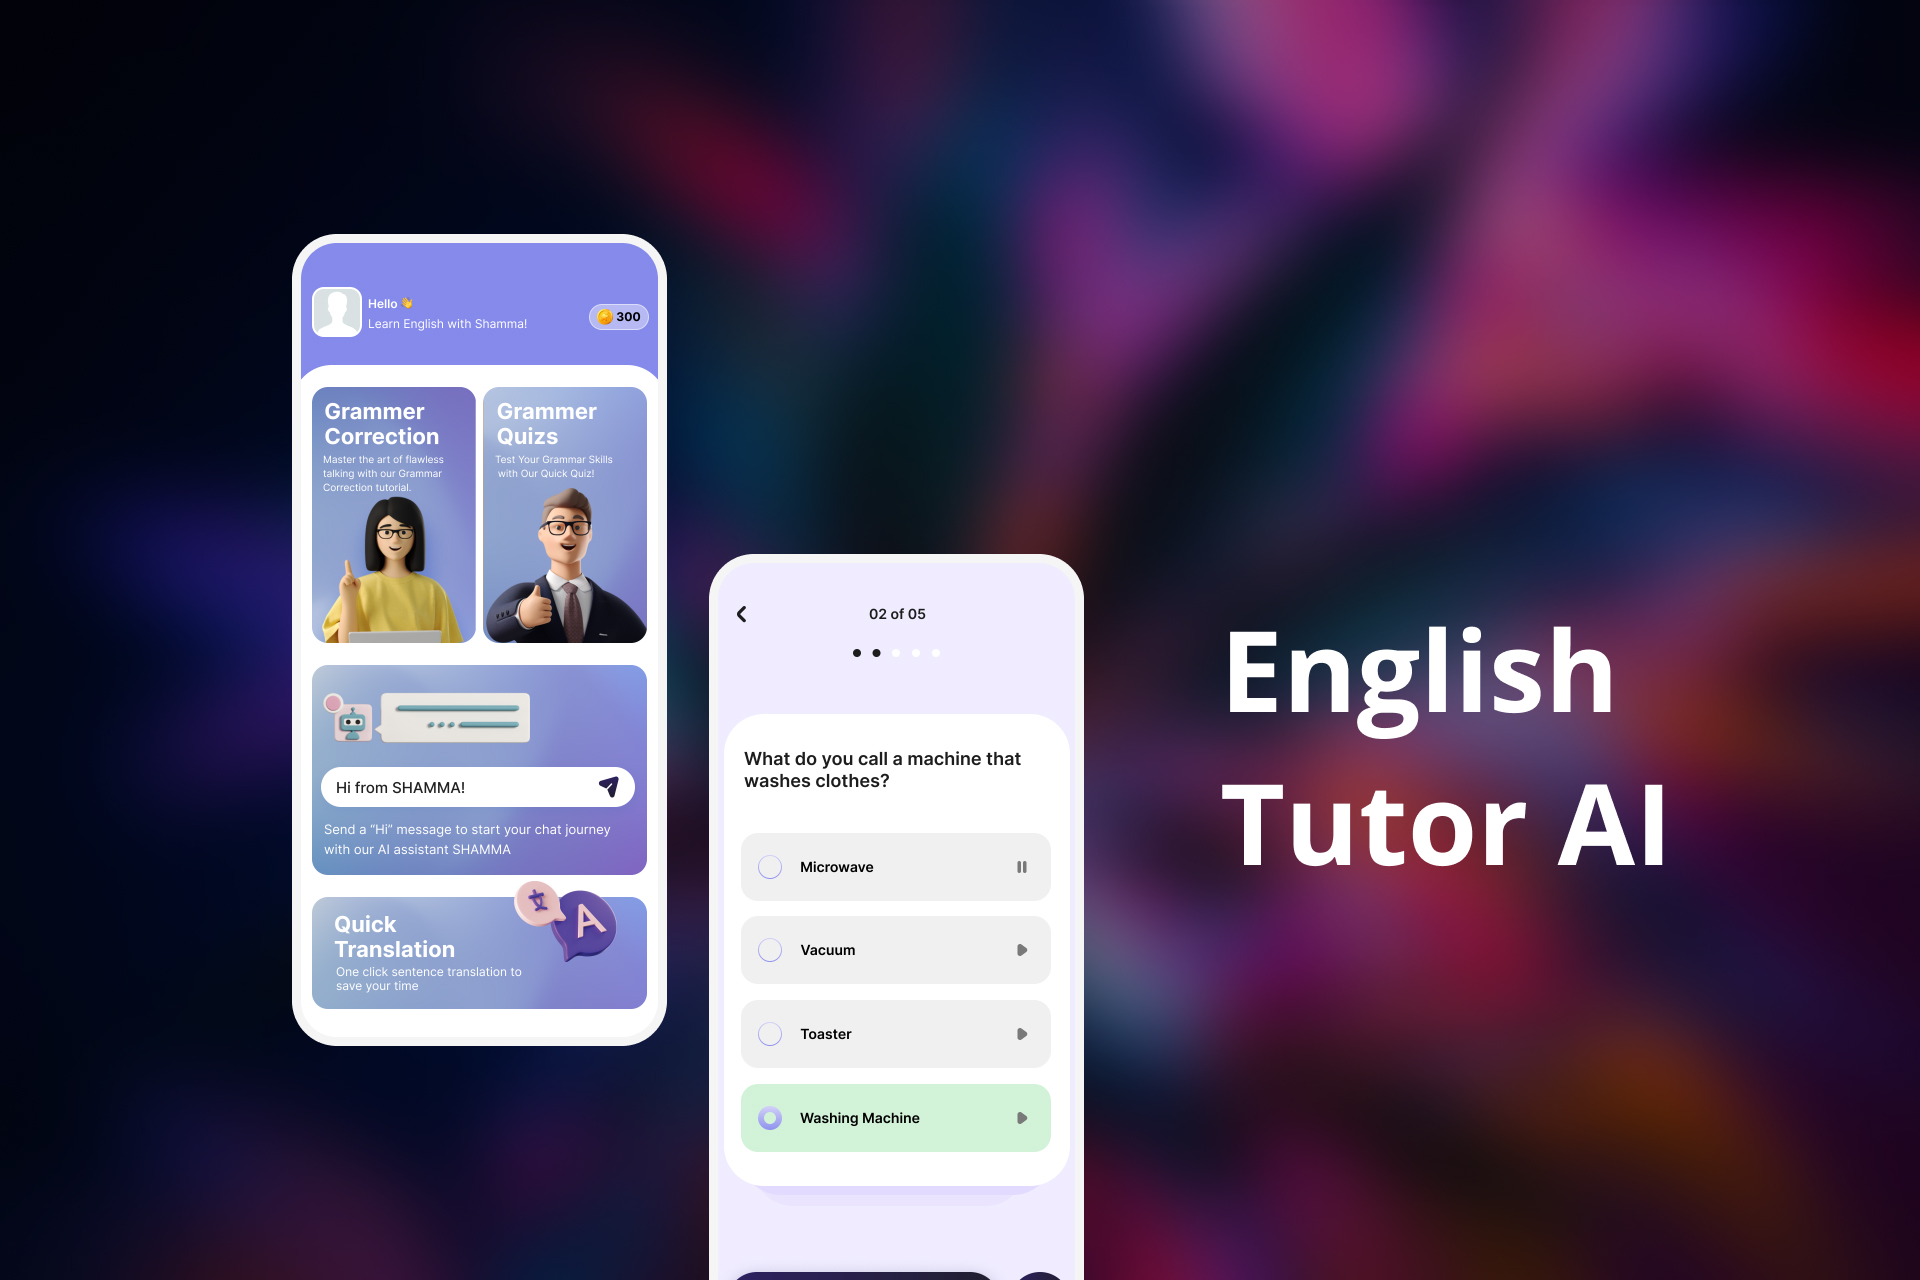 Hello 👋
Learn English with Shamma!
300
Grammer
Correction
Master the art of flawless
talking with our Grammar
Correction tutorial.
Grammer
Quizs
Test Your Grammar Skills
with Our Quick Quiz!
Hi from SHAMMA!
Send a “Hi” message to start your chat journey
with our AI assistant SHAMMA
Quick
Translation
One click sentence translation to
save your time
文 A
02 of 05
What do you call a machine that
washes clothes?
Microwave
Vacuum
Toaster
Washing Machine
English
Tutor AI